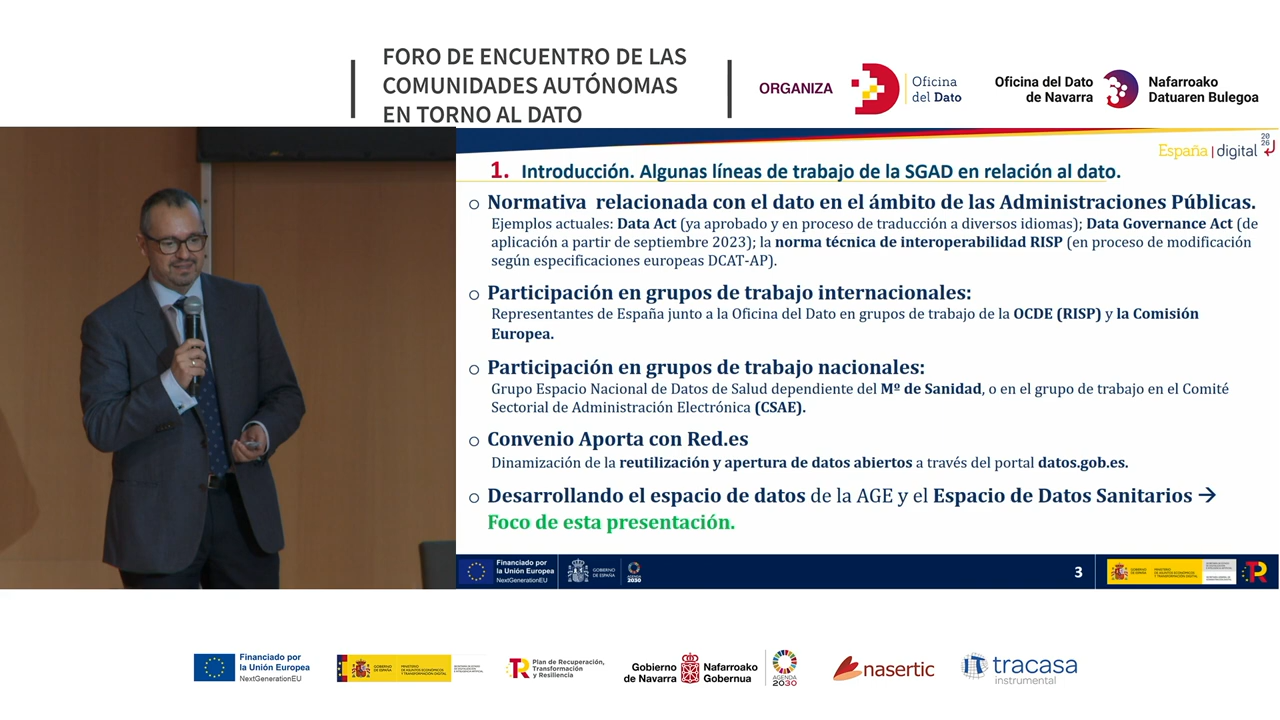 FORO DE ENCUENTRO DE LAS
COMUNIDADES AUTÓNOMAS
EN TORNO AL DATO
ORGANIZA
Oficina
del Dato
Oficina del Dato
de Navarra
Nafarroako
Datuaren Bulegoa
España | digital 20
26
1. Introducción. Algunas líneas de trabajo de la SGAD en relación al dato.
o Normativa relacionada con el dato en el ámbito de las Administraciones Públicas.
Ejemplos actuales: Data Act (ya aprobado y en proceso de traducción a diversos idiomas); Data Governance Act (de
aplicación a partir de septiembre 2023); la norma técnica de interoperabilidad RISP (en proceso de modificación
según especificaciones europeas DCAT-AP).
o Participación en grupos de trabajo internacionales:
Representantes de España junto a la Oficina del Dato en grupos de trabajo de la OCDE (RISP) y la Comisión
Europea.
o Participación en grupos de trabajo nacionales:
Grupo Espacio Nacional de Datos de Salud dependiente del Mº de Sanidad, o en el grupo de trabajo en el Comité
Sectorial de Administración Electrónica (CSAE).
o Convenio Aporta con Red.es
Dinamización de la reutilización y apertura de datos abiertos a través del portal datos.gob.es.
o Desarrollando el espacio de datos de la AGE y el Espacio de Datos Sanitarios →
Foco de esta presentación.
Financiado por
la Unión Europea
NextGenerationEU
GOBIERNO
DE ESPAÑA
2030
3
Financiado por
la Unión Europea
NextGenerationEU
Plan de Recuperación,
Transformación
y Resiliencia
Gobierno
de Navarra
Nafarroako
Gobernua
AGENDA
2030
nasertic
tracasa
instrumental